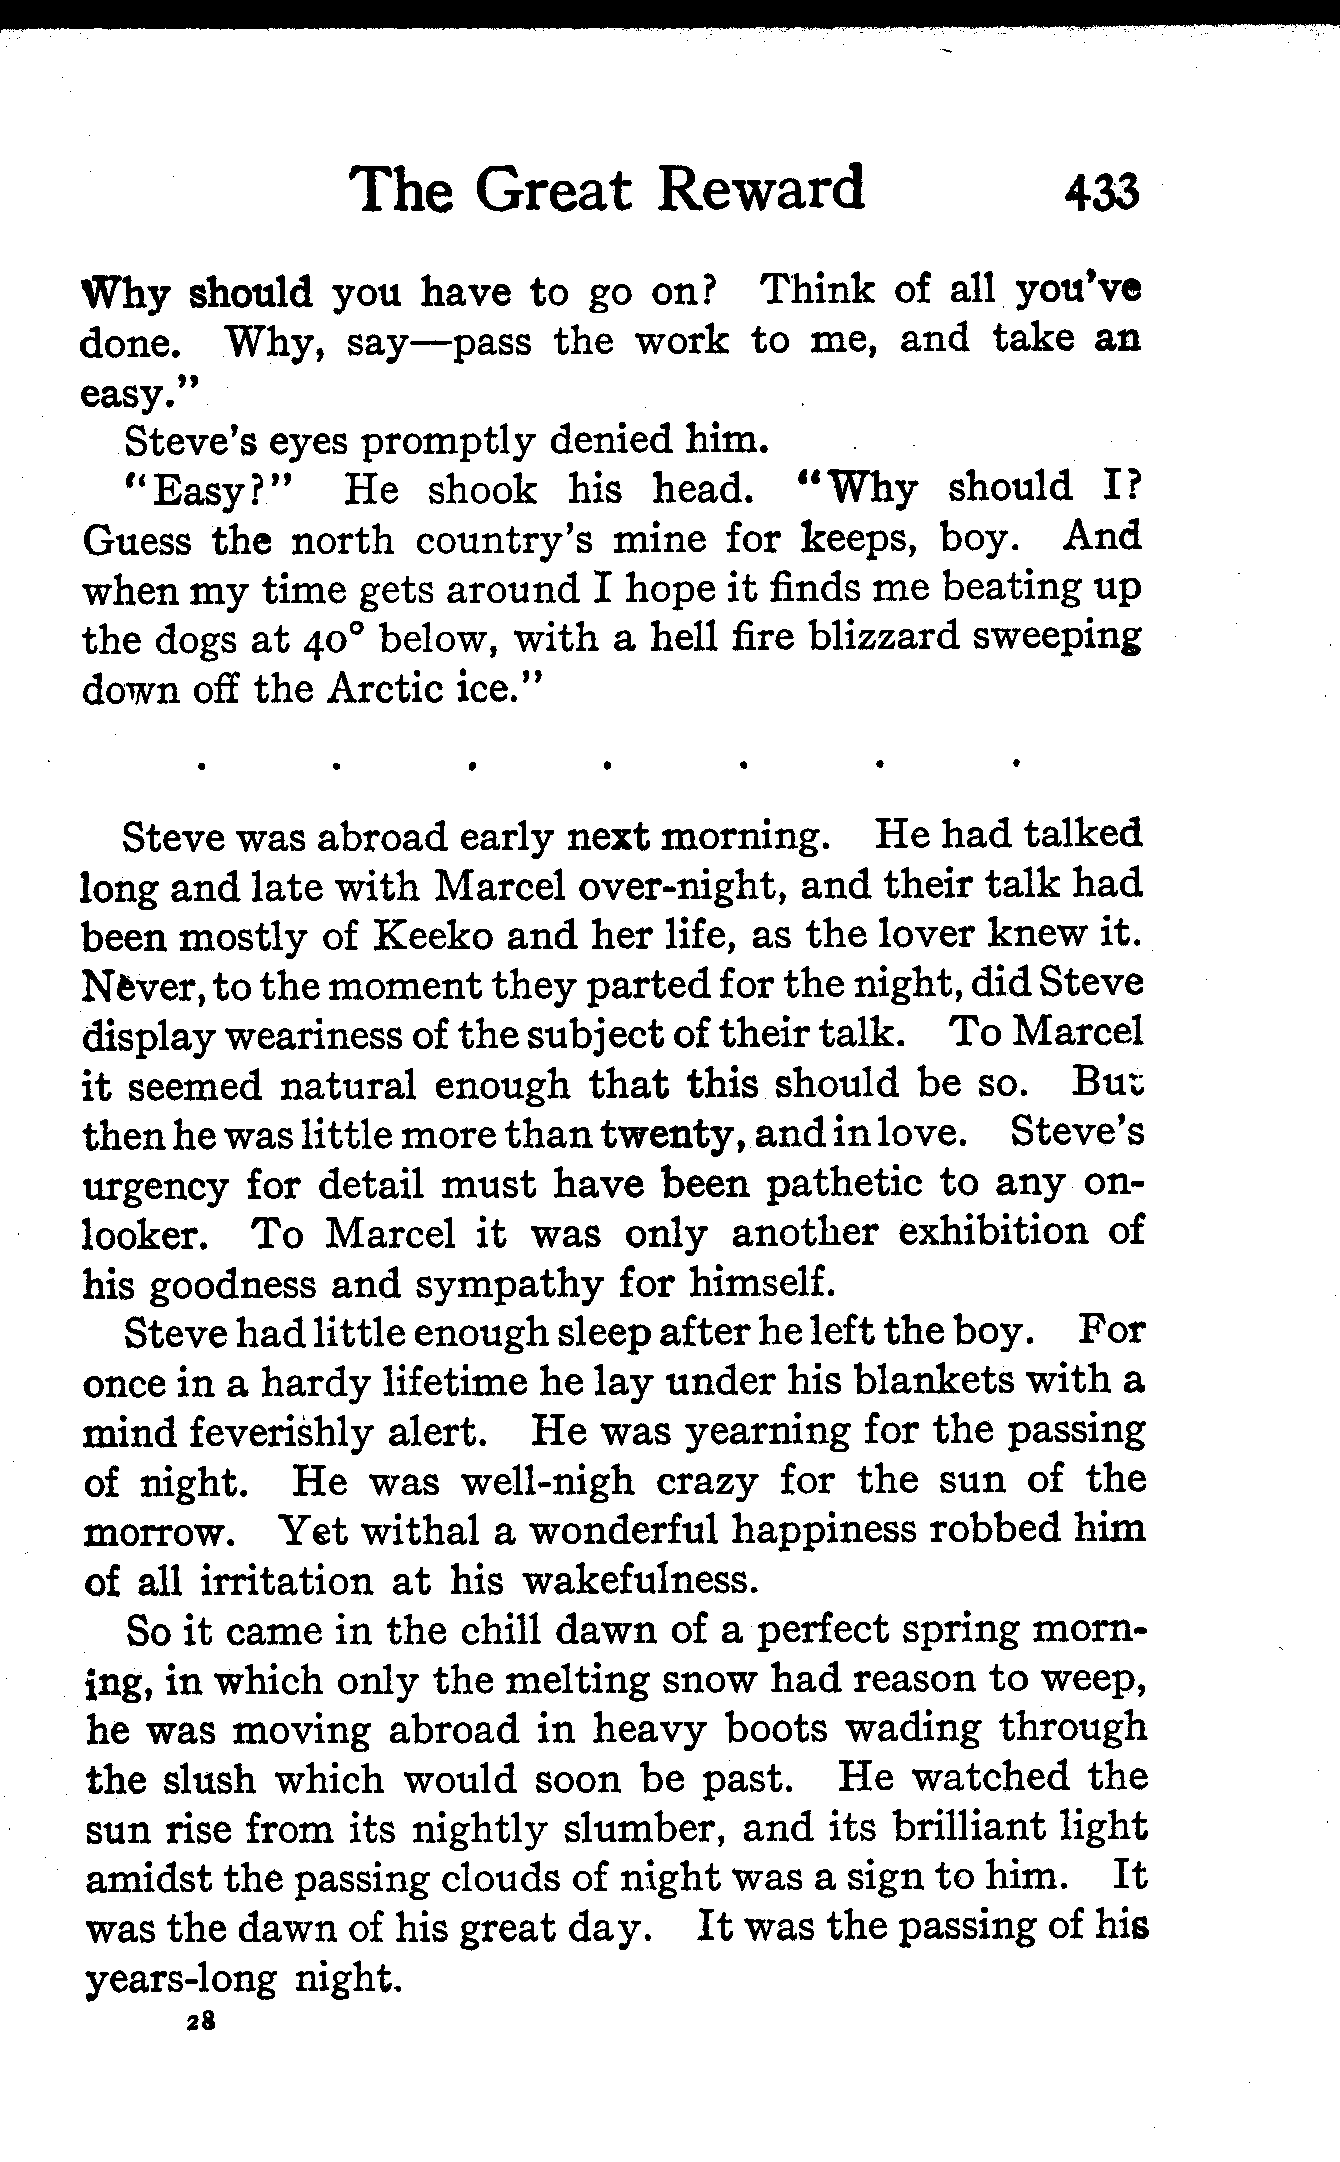 The Great Reward 433
Why should you have to go on? Think of all you've
done. Why, say—pass the work to me, and take an
easy."
Steve's eyes promptly denied him.
"Easy?" He shook his head. "Why should I?
Guess the north country's mine for keeps, boy. And
when my time gets around I hope it finds me beating up
the dogs at 40° below, with a hell fire blizzard sweeping
down off the Arctic ice."
. . . . . . .
Steve was abroad early next morning. He had talked
long and late with Marcel over-night, and their talk had
been mostly of Keeko and her life, as the lover knew it.
Never, to the moment they parted for the night, did Steve
display weariness of the subject of their talk. To Marcel
it seemed natural enough that this should be so. But
then he was little more than twenty, and in love. Steve's
urgency for detail must have been pathetic to any on-
looker. To Marcel it was only another exhibition of
his goodness and sympathy for himself.
Steve had little enough sleep after he left the boy. For
once in a hardy lifetime he lay under his blankets with a
mind feverishly alert. He was yearning for the passing
of night. He was well-nigh crazy for the sun of the
morrow. Yet withal a wonderful happiness robbed him
of all irritation at his wakefulness.
So it came in the chill dawn of a perfect spring morn-
ing, in which only the melting snow had reason to weep,
he was moving abroad in heavy boots wading through
the slush which would soon be past. He watched the
sun rise from its nightly slumber, and its brilliant light
amidst the passing clouds of night was a sign to him. It
was the dawn of his great day. It was the passing of his
years-long night.
28